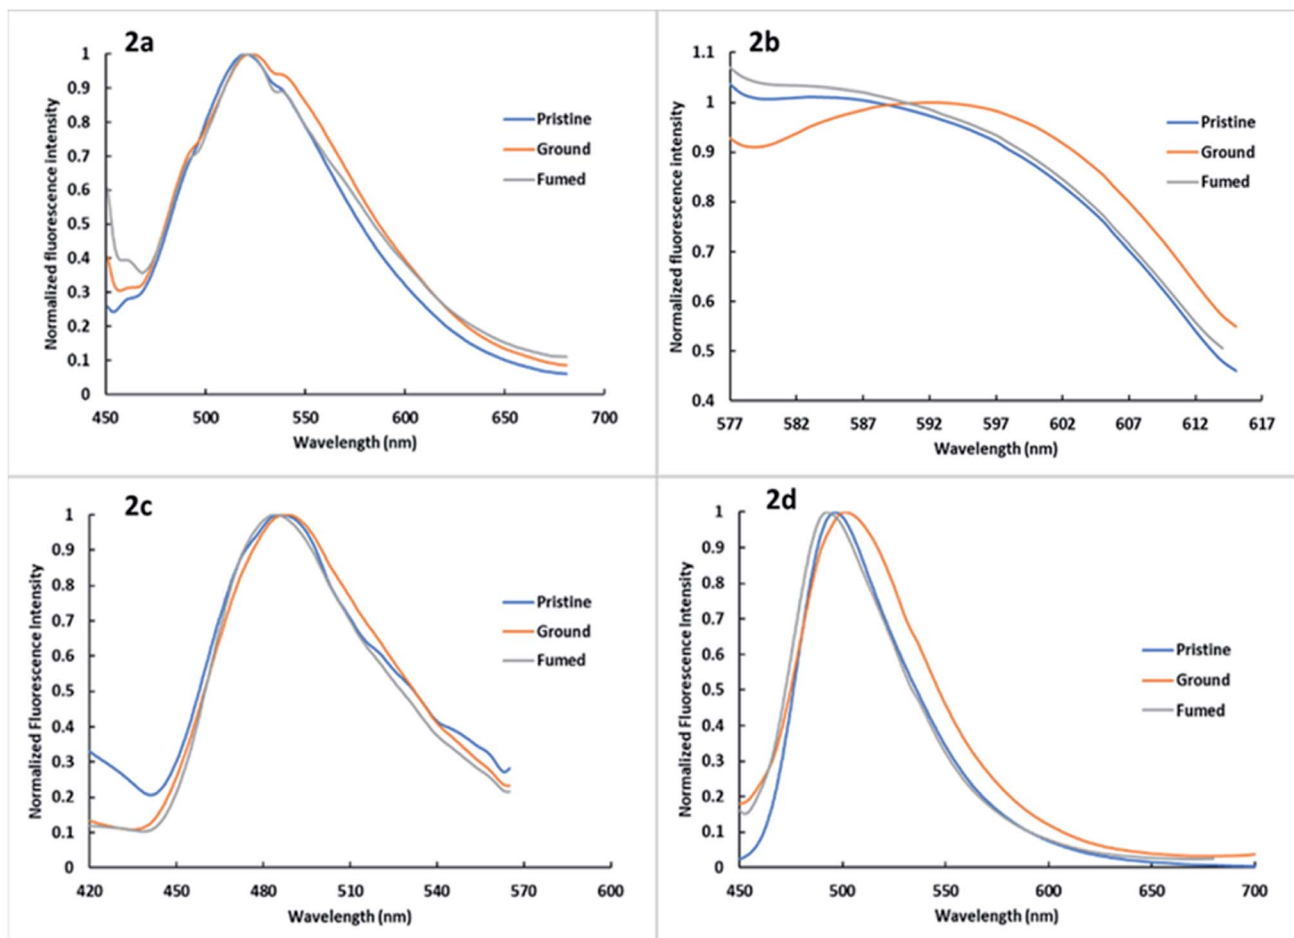 2a
Normalized fluorescence intensity
1
0.9
0.8
0.7
0.6
0.5
0.4
0.3
0.2
0.1
0
450 500 550 600 650 700
Wavelength (nm)
Pristine
Ground
Fumed
2b
Normalized fluorescence intensity
1.1
1
0.9
0.8
0.7
0.6
0.5
0.4
577 582 587 592 597 602 607 612 617
Wavelength (nm)
Pristine
Ground
Fumed
2c
Normalized Fluorescence Intensity
1
0.9
0.8
0.7
0.6
0.5
0.4
0.3
0.2
0.1
0
420 450 480 510 540 570 600
Wavelength (nm)
Pristine
Ground
Fumed
2d
Normalized Fluorescence Intensity
1
0.9
0.8
0.7
0.6
0.5
0.4
0.3
0.2
0.1
0
450 500 550 600 650 700
Wavelength (nm)
Pristine
Ground
Fumed